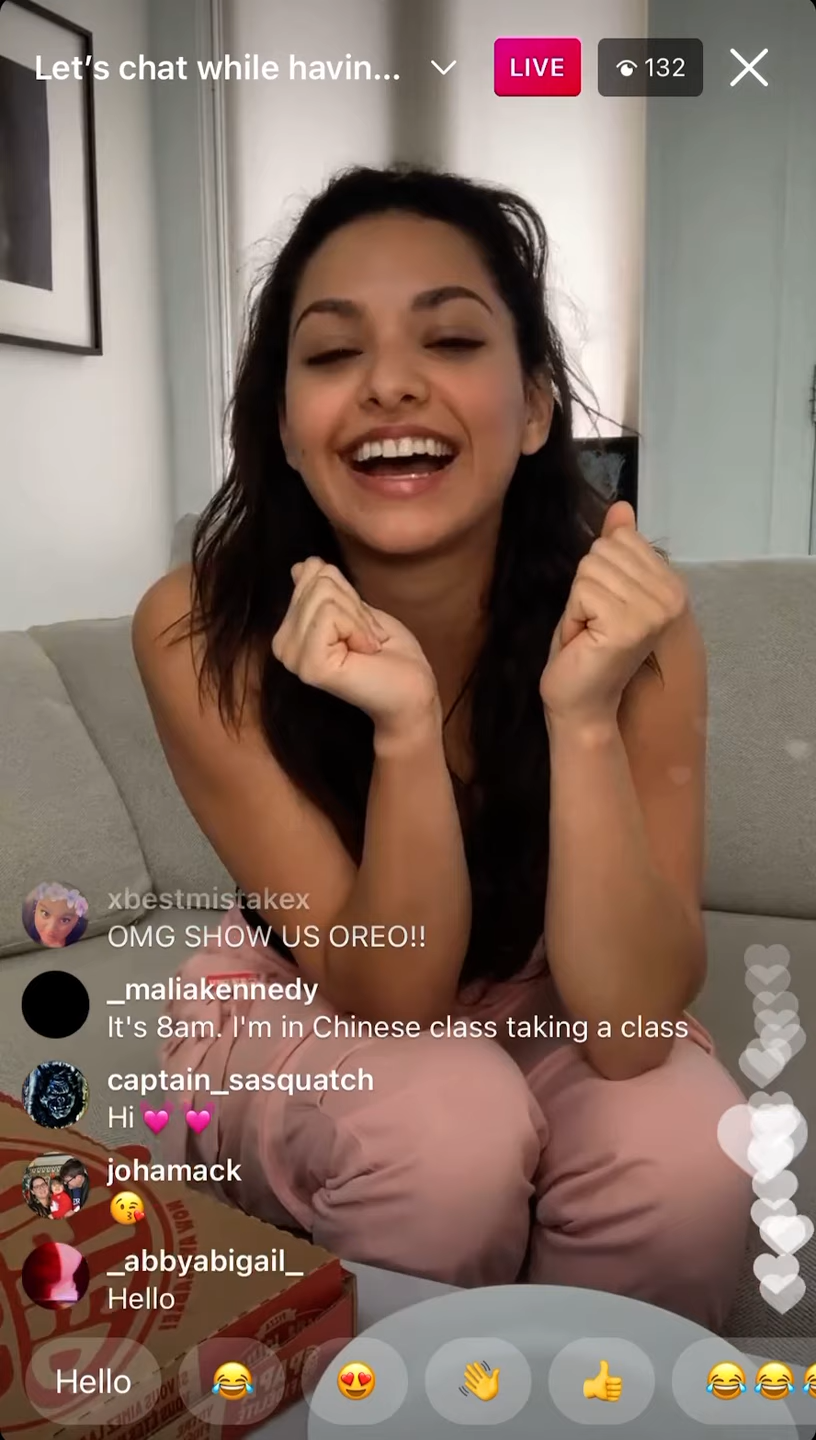 Let's chat while havin...
LIVE
132
xbestmistakex
OMG SHOW US OREO!!
_maliakennedy
It's 8am. I'm in Chinese class taking a class
captain_sasquatch
Hi 💓 💓
johamack
😘
_abbyabigail_
Hello
Hello 😂 😍 👋 👍 😂😂